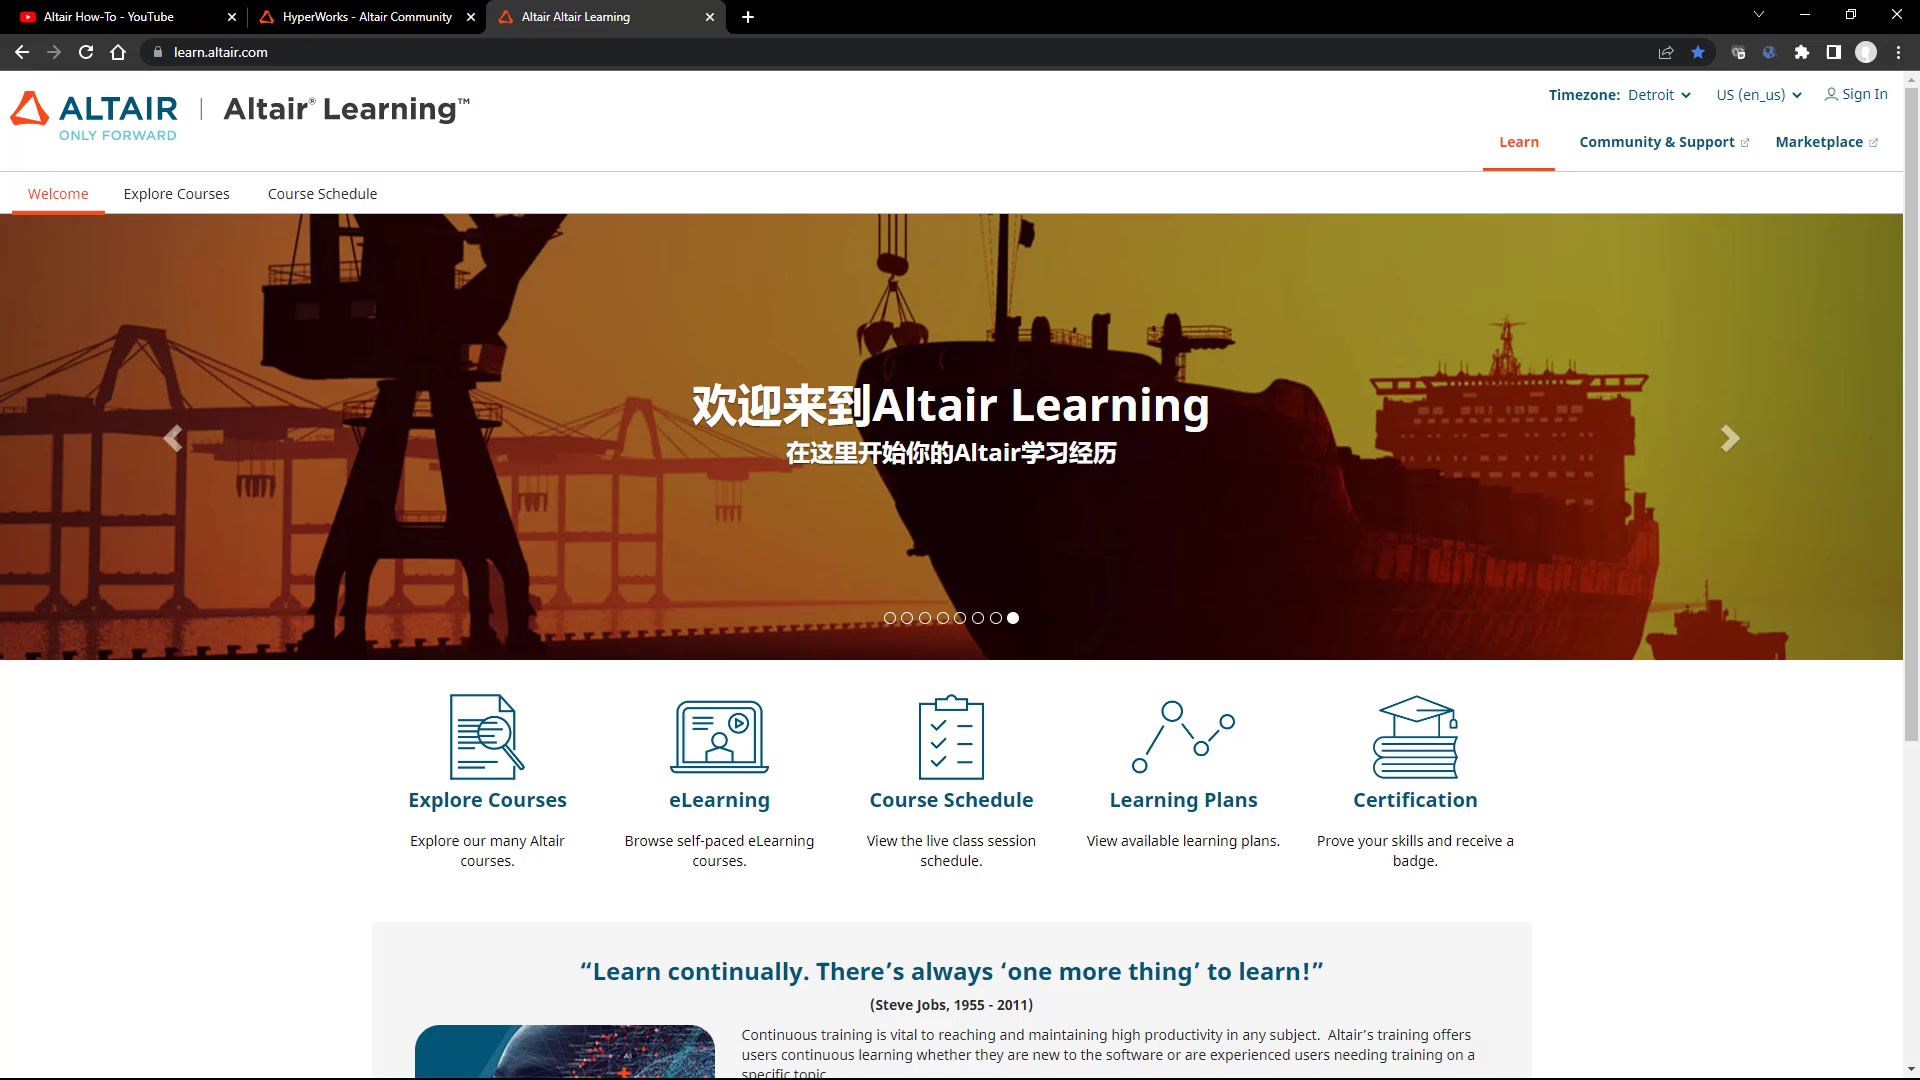 Altair How-To - YouTube
HyperWorks - Altair Community
Altair Altair Learning
learn.altair.com
ALTAIR
ONLY FORWARD
Altair® Learning™
Timezone: Detroit
US (en_us)
Sign In
Learn
Community & Support
Marketplace
Welcome
Explore Courses
Course Schedule
欢迎来到Altair Learning
在这里开始你的Altair学习经历
Explore Courses
Explore our many Altair
courses.
eLearning
Browse self-paced eLearning
courses.
Course Schedule
View the live class session
schedule.
Learning Plans
View available learning plans.
Certification
Prove your skills and receive a
badge.
“Learn continually. There’s always ‘one more thing’ to learn!”
(Steve Jobs, 1955 - 2011)
Continuous training is vital to reaching and maintaining high productivity in any subject. Altair’s training offers
users continuous learning whether they are new to the software or are experienced users needing training on a
specific topic.